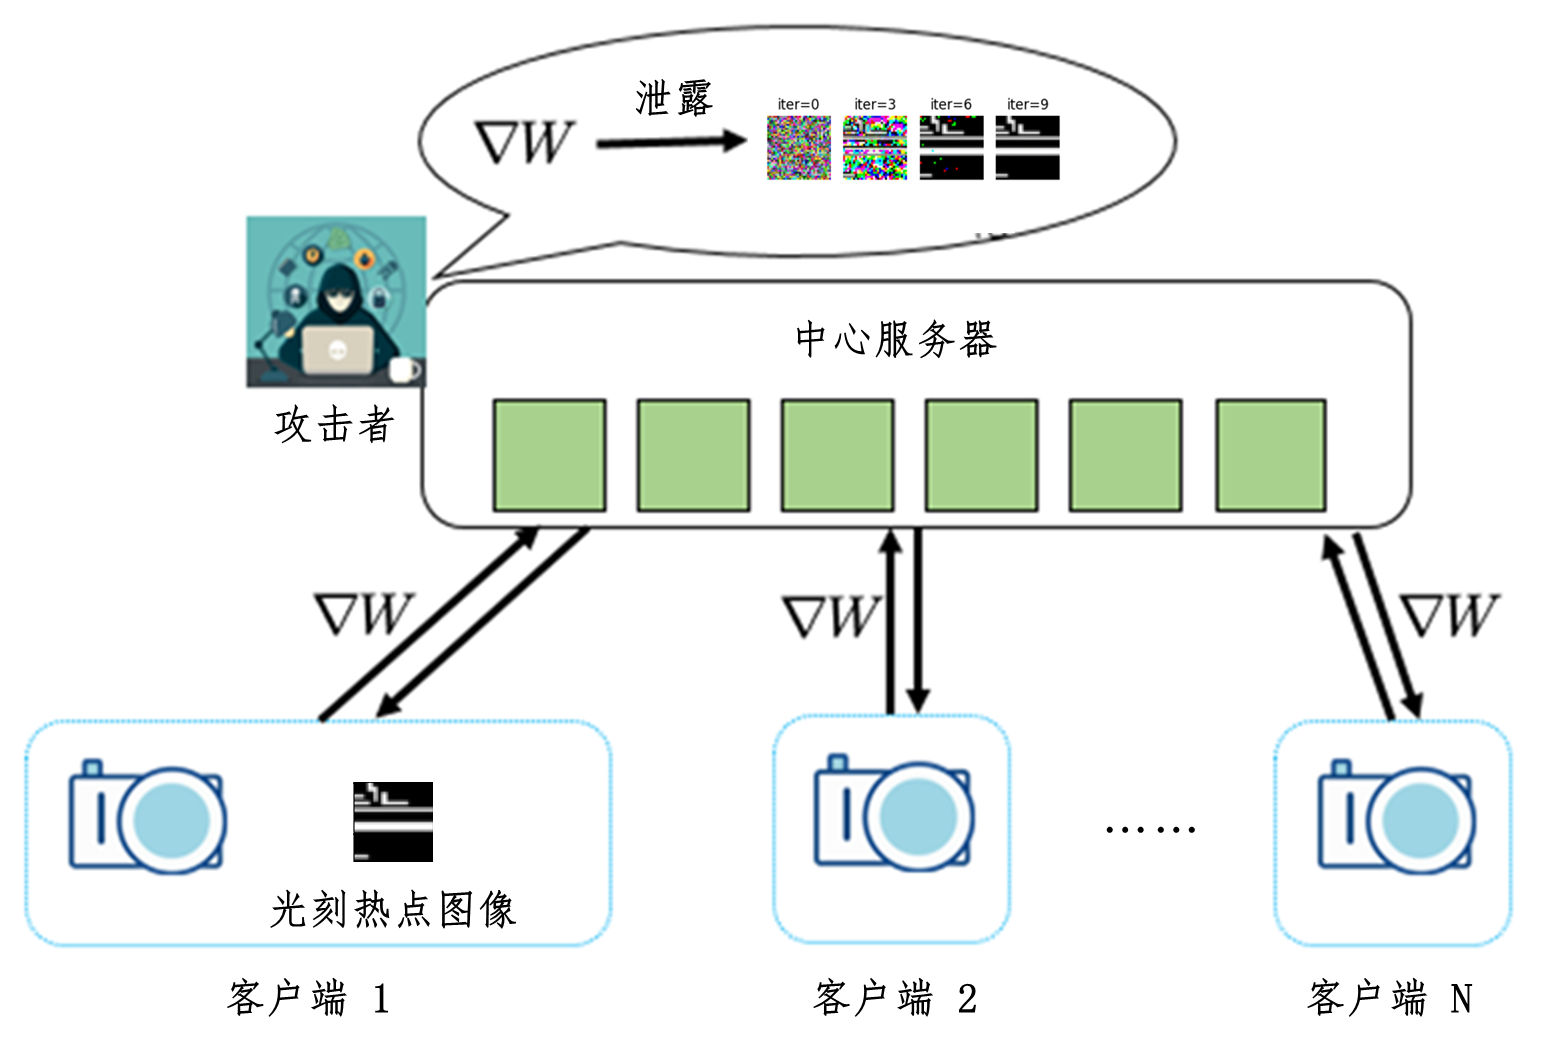 泄露
iter=0 iter=3 iter=6 iter=9
∇W
中心服务器
攻击者
∇W ∇W ∇W
……
光刻热点图像
客户端 1 客户端 2 客户端 N